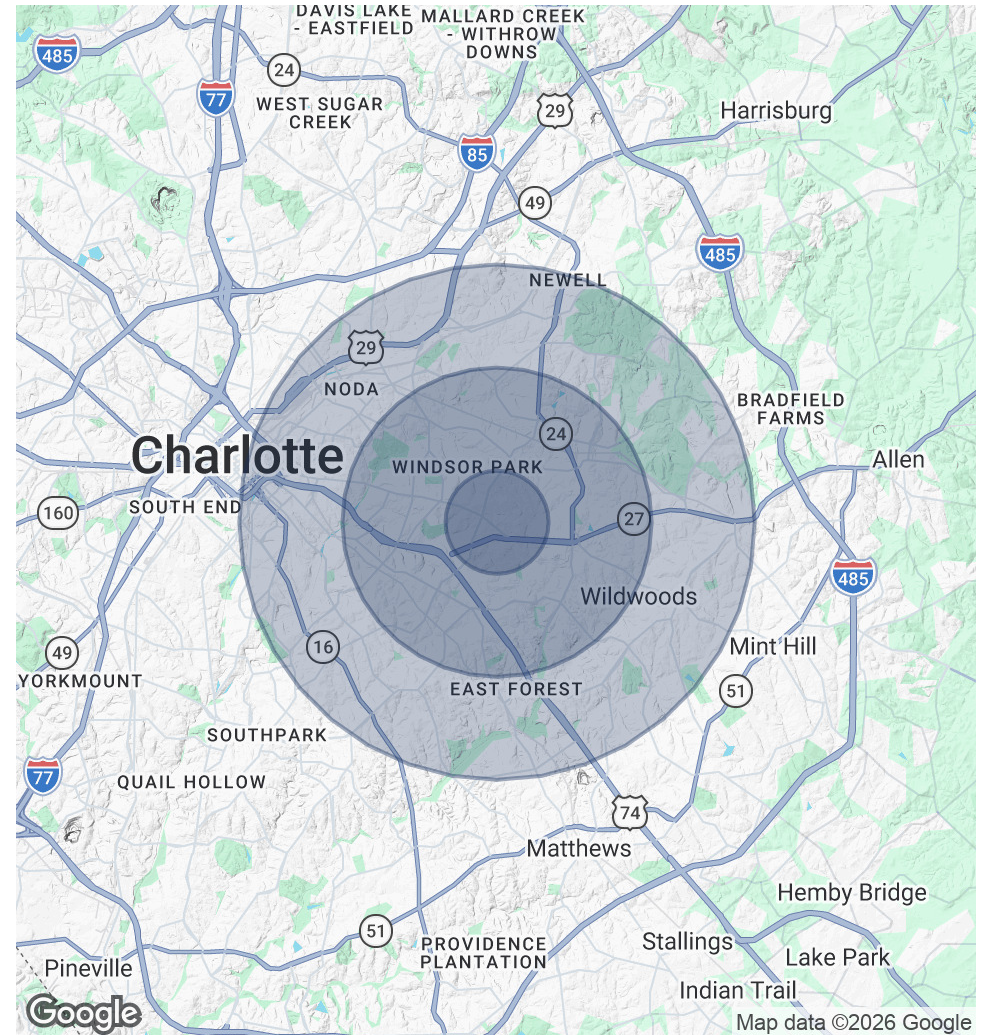 DAVIS LAKE
- EASTFIELD
MALLARD CREEK
- WITHROW
DOWNS
485
24
77
WEST SUGAR
CREEK
29
Harrisburg
85
49
485
NEWELL
29
NODA
BRADFIELD
FARMS
24
Charlotte
WINDSOR PARK
Allen
SOUTH END
160
27
485
Wildwoods
49
16
Mint Hill
YORKMOUNT
EAST FOREST
51
SOUTHPARK
77
QUAIL HOLLOW
74
Matthews
Hemby Bridge
51
PROVIDENCE
PLANTATION
Stallings
Lake Park
Pineville
Indian Trail
Google
Map data ©2026 Google